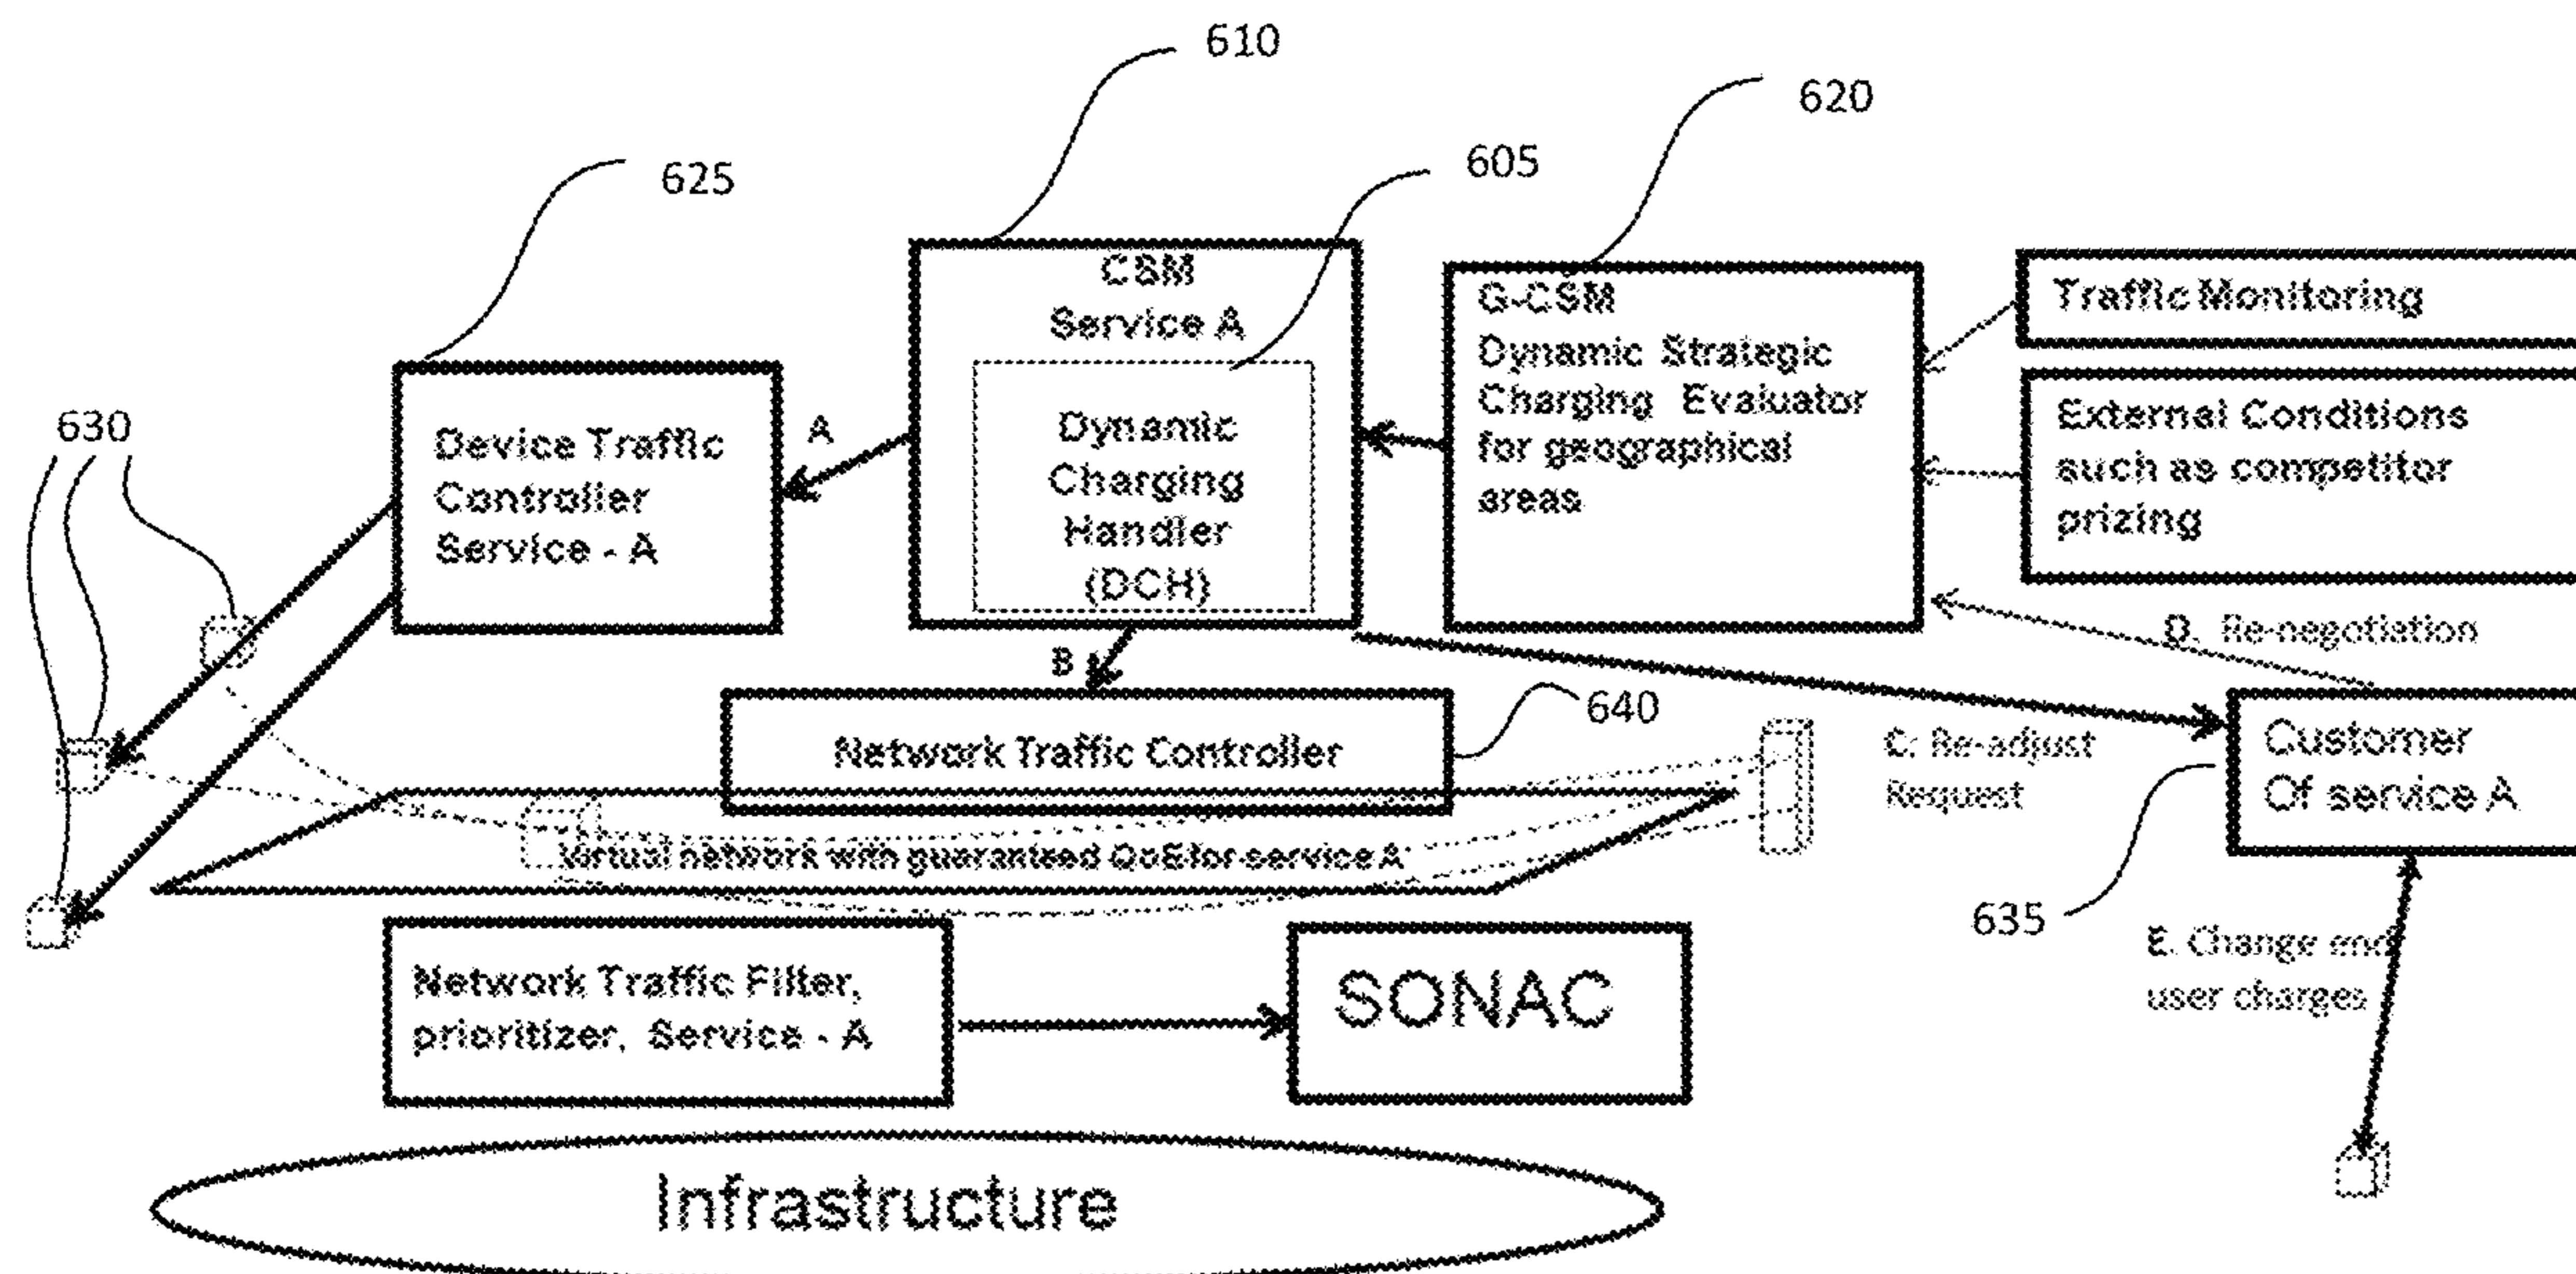 610
620
605
625
630
CSM
Service A
Dynamic
Charging
Handler
(DCH)
G-CSM
Dynamic Strategic
Charging Evaluator
for geographical
areas
Traffic Monitoring
External Conditions
such as competitor
prizing
Device Traffic
Controller
Service - A
A
B
D. Re-negotiation
640
Network Traffic Controller
C: Re-adjust
Request
Customer
Of service A
635
Virtual network with guaranteed QoE for service A
E. Change end
user charges
Network Traffic Filter,
prioritizer, Service - A
SONAC
Infrastructure